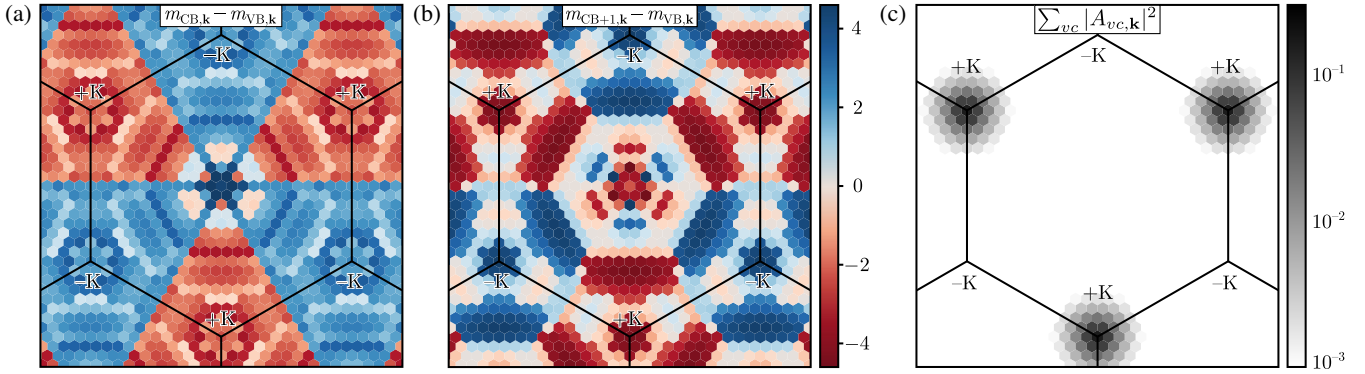 (a)
m_CB,k − m_VB,k
–K
+K
+K
–K
–K
+K
(b)
m_CB+1,k − m_VB,k
–K
+K
+K
–K
–K
+K
4
2
0
−2
−4
(c)
∑_vc |A_vc,k|²
–K
+K
+K
–K
–K
+K
10⁻¹
10⁻²
10⁻³